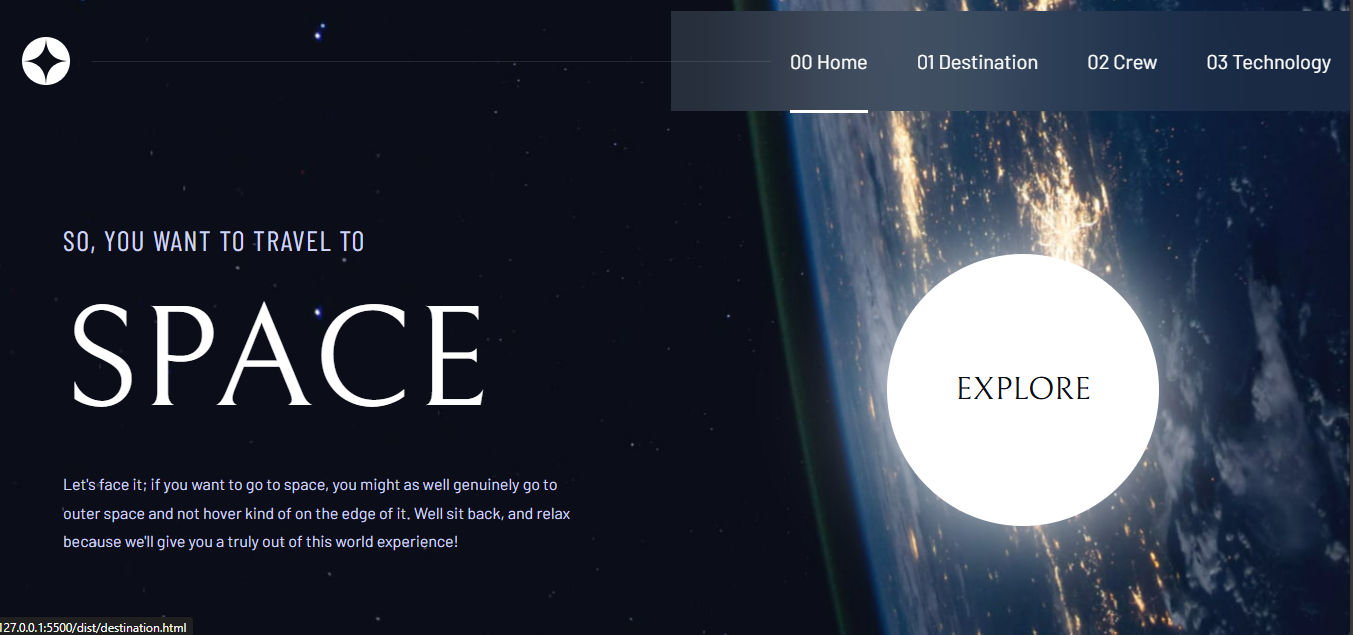 00 Home 01 Destination 02 Crew 03 Technology
SO, YOU WANT TO TRAVEL TO
SPACE
EXPLORE
Let's face it; if you want to go to space, you might as well genuinely go to
outer space and not hover kind of on the edge of it. Well sit back, and relax
because we'll give you a truly out of this world experience!
127.0.0.1:5500/dist/destination.html